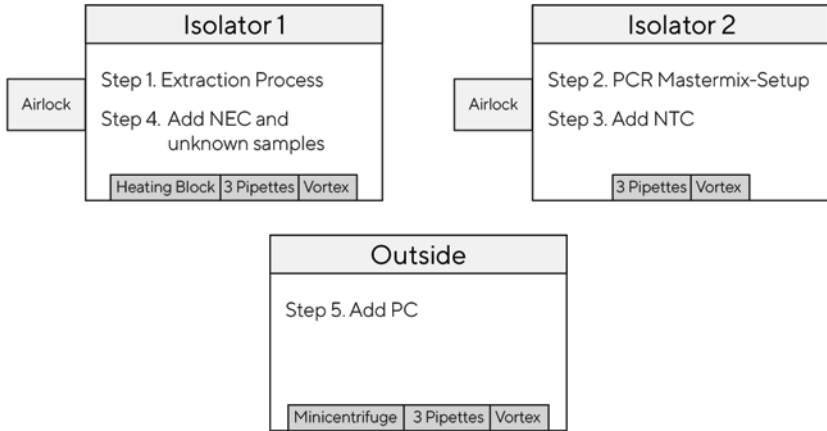 Isolator 1
Airlock
Step 1. Extraction Process
Step 4. Add NEC and
unknown samples
Heating Block 3 Pipettes Vortex
Isolator 2
Airlock
Step 2. PCR Mastermix-Setup
Step 3. Add NTC
3 Pipettes Vortex
Outside
Step 5. Add PC
Minicentrifuge 3 Pipettes Vortex